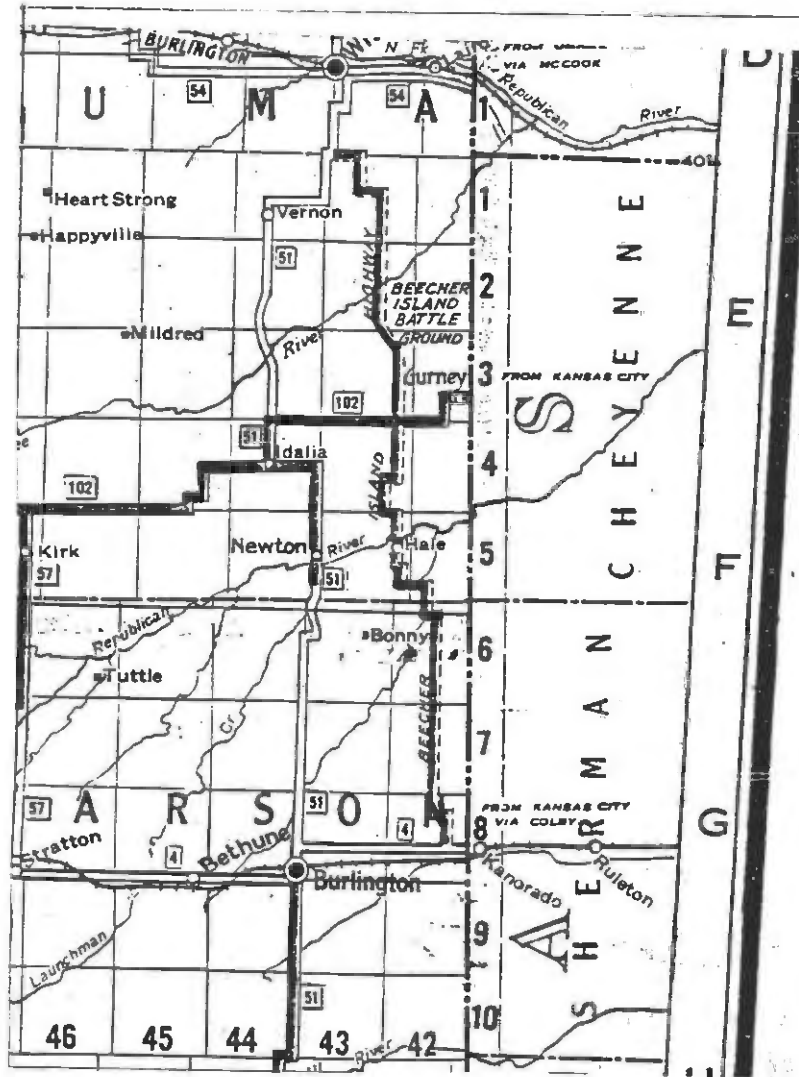 BURLINGTON
N FK
VIA MCCOOK
D
54
54
Republican
River
U M A
1
40
Heart Strong
Vernon
1
Happyville
51
HIGHWAY
2
BEECHER
ISLAND
BATTLE
GROUND
E
Mildred
River
Gurney
3
FROM KANSAS CITY
102
S
CHEYENNE
51
Idalia
4
ISLAND
102
Kirk
Newton
River
Hale
5
57
51
F
Republican
Bonny
6
Tuttle
BEECHER
Cr
7
57
A R S O
51
4
FROM KANSAS CITY
VIA COLBY
8
G
Stratton
4
Bethune
Burlington
Kanorado
Ruleton
9
A
SHERMAN
Launchman
51
10
46 45 44 43 42
River